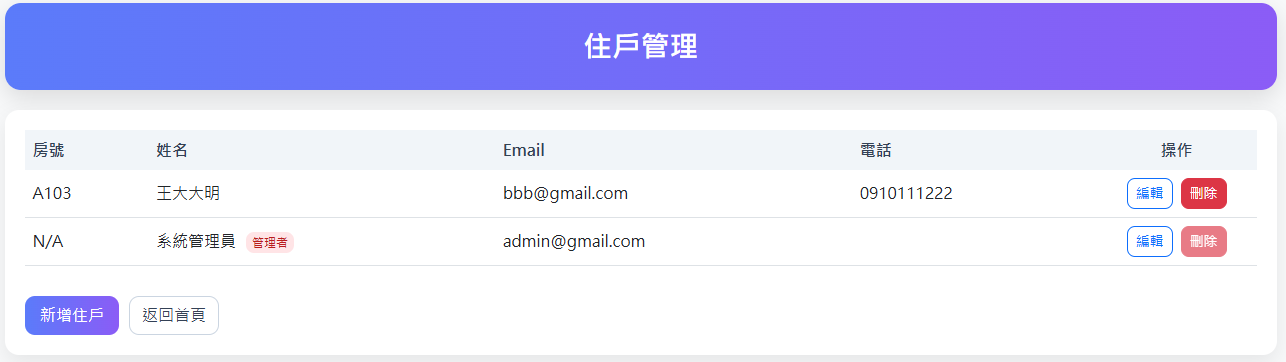 住戶管理
房號 姓名 Email 電話 操作
A103 王大大明 bbb@gmail.com 0910111222 編輯 刪除
N/A 系統管理員 管理者 admin@gmail.com 編輯 刪除
新增住戶 返回首頁